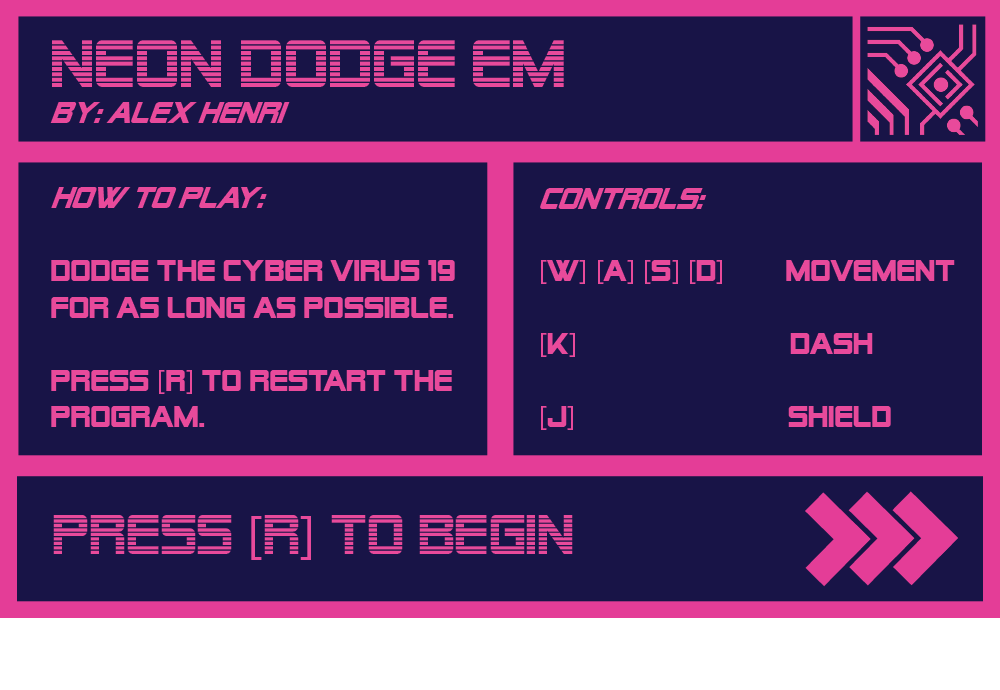 NEON DODGE EM
BY: ALEX HENRI
HOW TO PLAY:
DODGE THE CYBER VIRUS 19
FOR AS LONG AS POSSIBLE.
PRESS [R] TO RESTART THE
PROGRAM.
CONTROLS:
[W] [A] [S] [D] MOVEMENT
[K] DASH
[J] SHIELD
PRESS [R] TO BEGIN